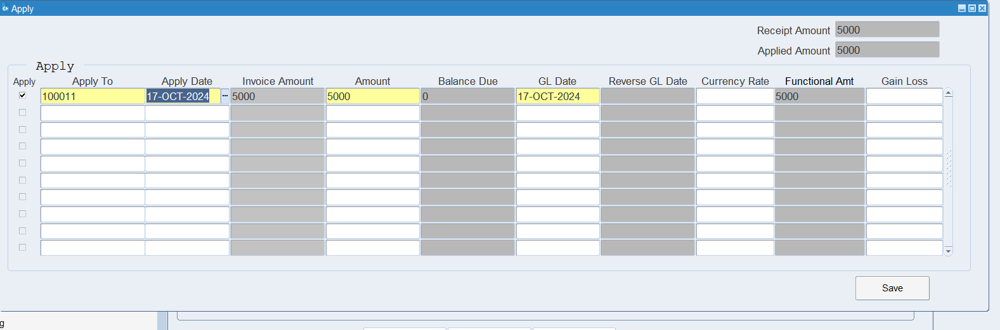 Apply
Receipt Amount 5000
Applied Amount 5000
Apply
Apply Apply To Apply Date Invoice Amount Amount Balance Due GL Date Reverse GL Date Currency Rate Functional Amt Gain Loss
100011 17-OCT-2024 ... 5000 5000 0 17-OCT-2024 5000
Save
g